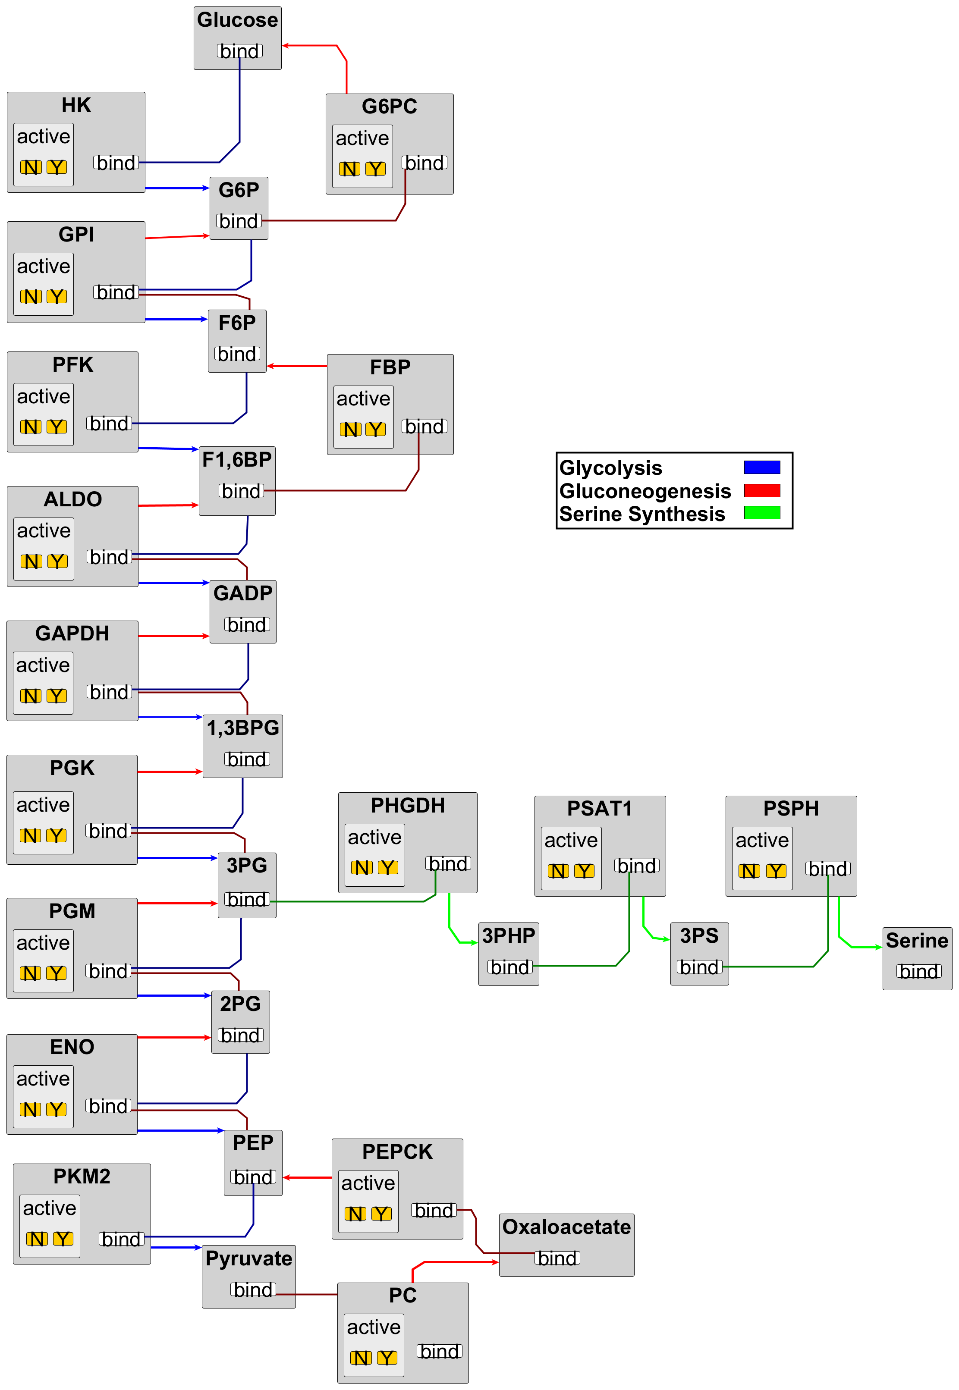 Glucose
bind
HK
active
N Y
bind
G6PC
active
N Y
bind
G6P
bind
GPI
active
N Y
bind
F6P
bind
PFK
active
N Y
bind
FBP
active
N Y
bind
F1,6BP
bind
Glycolysis
Gluconeogenesis
Serine Synthesis
ALDO
active
N Y
bind
GADP
bind
GAPDH
active
N Y
bind
1,3BPG
bind
PGK
active
N Y
bind
PHGDH
active
N Y
bind
PSAT1
active
N Y
bind
PSPH
active
N Y
bind
3PG
bind
PGM
active
N Y
bind
3PHP
bind
3PS
bind
Serine
bind
2PG
bind
ENO
active
N Y
bind
PEP
bind
PEPCK
active
N Y
bind
PKM2
active
N Y
bind
Oxaloacetate
bind
Pyruvate
bind
PC
active
N Y
bind